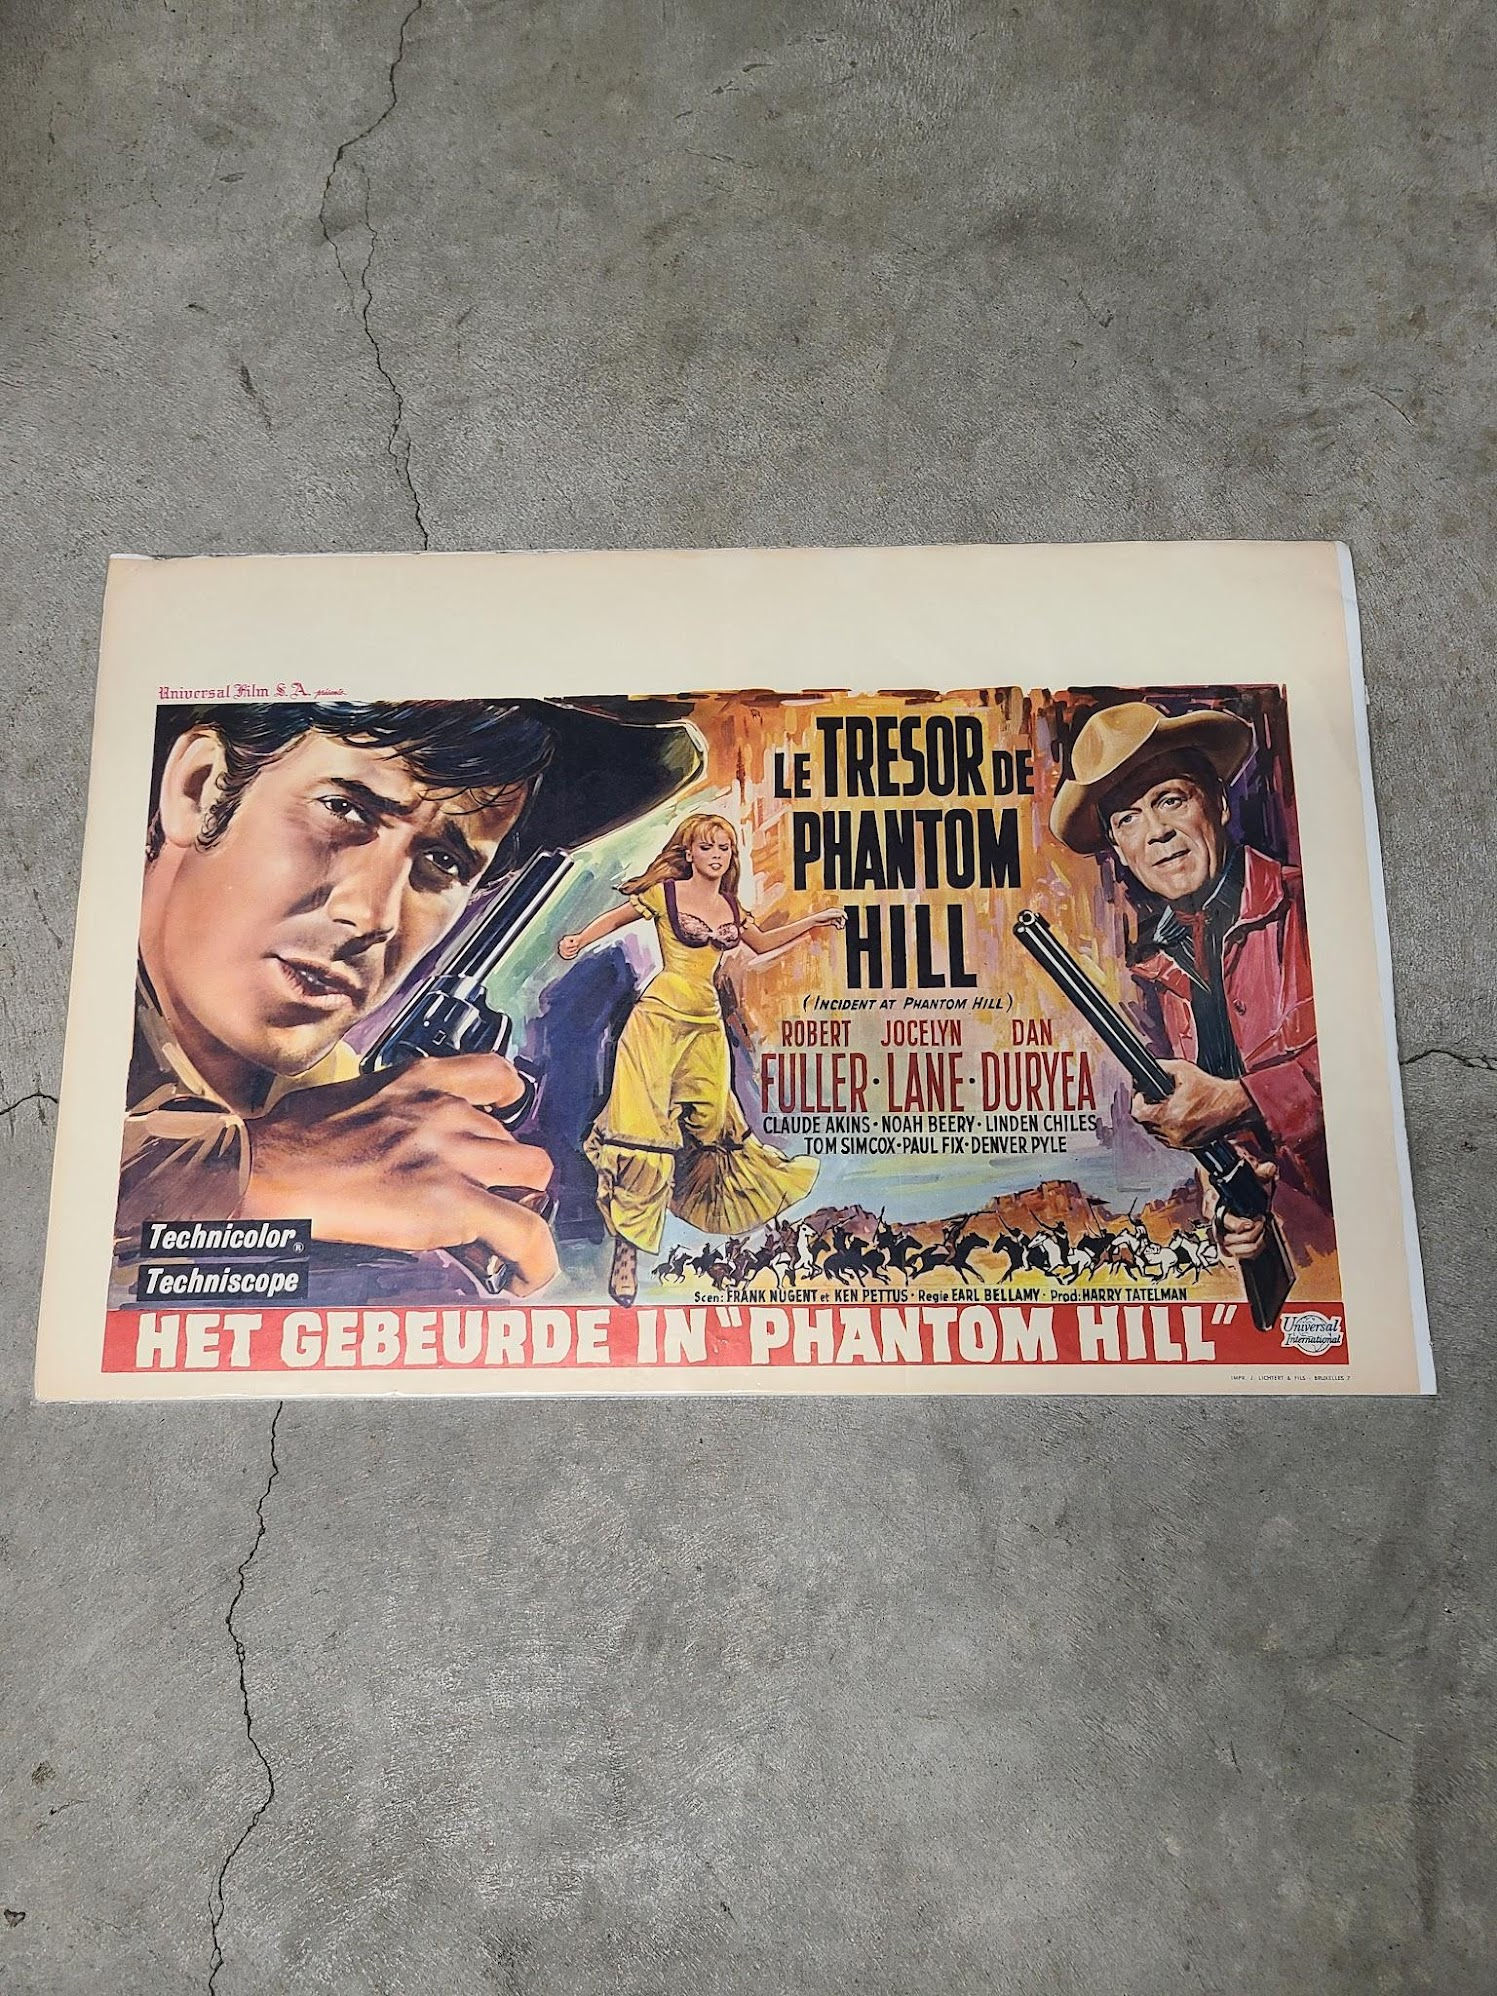 Universal Film S.A. présente
LE TRESOR DE
PHANTOM
HILL
(INCIDENT AT PHANTOM HILL)
ROBERT JOCELYN DAN
FULLER · LANE · DURYEA
CLAUDE AKINS · NOAH BEERY · LINDEN CHILES
TOM SIMCOX · PAUL FIX · DENVER PYLE
Technicolor®
Techniscope
Scen: FRANK NUGENT et KEN PETTUS · Regie EARL BELLAMY · Prod: HARRY TATELMAN
HET GEBEURDE IN "PHANTOM HILL"
Universal
International
IMPR. J. LICHTERT & FILS - BRUXELLES 7